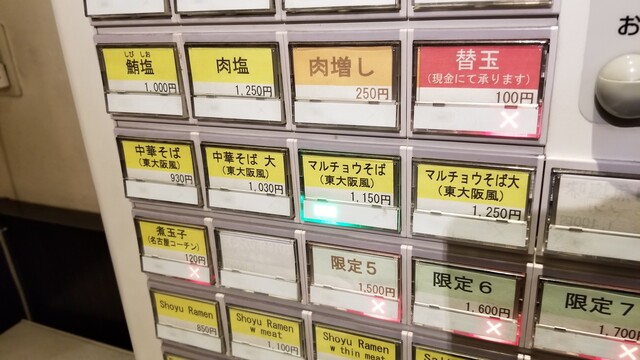 お
しび しお
鮪塩
1,000円
肉塩
1,250円
肉増し
250円
替玉
(現金にて承ります)
100円
中華そば
(東大阪風)
930円
中華そば 大
(東大阪風)
1,030円
マルチョウそば
(東大阪風)
1,150円
マルチョウそば大
(東大阪風)
1,250円
煮玉子
(名古屋コーチン)
120円
限定5
1,500円
限定6
1,600円
限定7
1,700
Shoyu Ramen
850円
Shoyu Ramen
w meat
1,100円
Shoyu Ramen
w thin meat